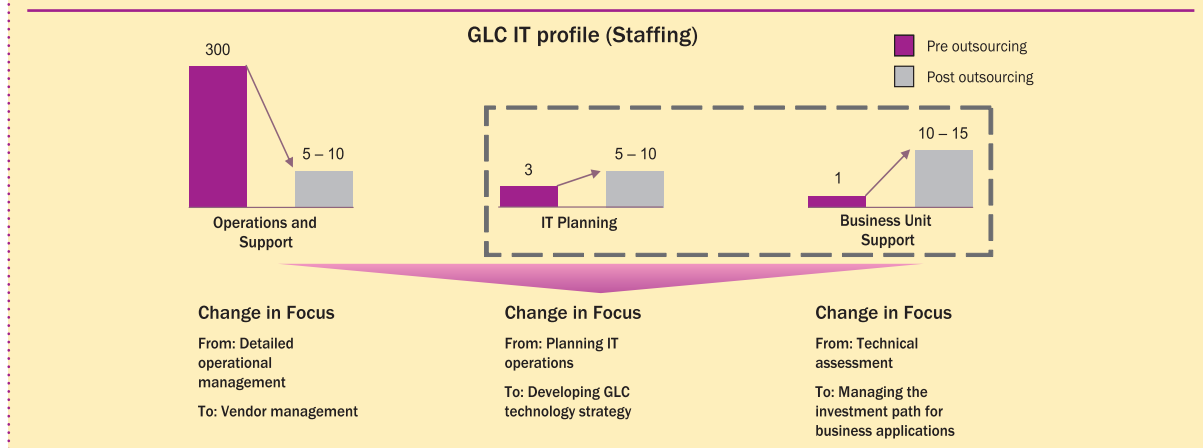 GLC IT profile (Staffing)
Pre outsourcing
Post outsourcing
300
5 – 10
Operations and
Support
3
5 – 10
IT Planning
1
10 – 15
Business Unit
Support
Change in Focus
From: Detailed
operational
management
To: Vendor management
Change in Focus
From: Planning IT
operations
To: Developing GLC
technology strategy
Change in Focus
From: Technical
assessment
To: Managing the
investment path for
business applications